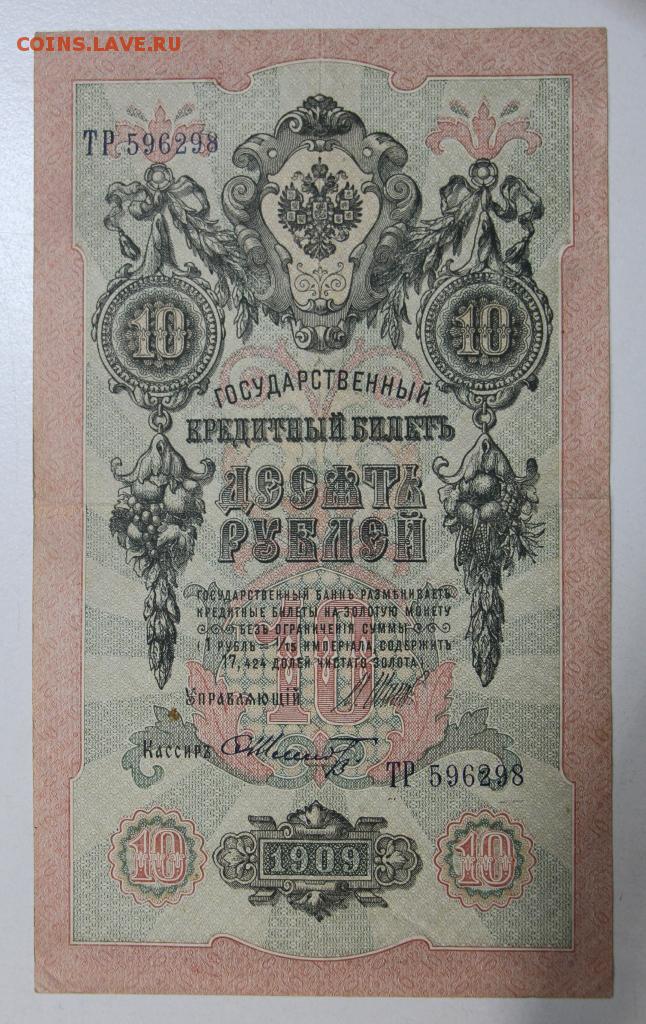 COINS.LAVE.RU
ТР 596298
10 10
ГОСУДАРСТВЕННЫЙ
КРЕДИТНЫЙ БИЛЕТЪ
ДЕСЯТЬ
РУБЛЕЙ
ГОСУДАРСТВЕННЫЙ БАНКЪ РАЗМѢНИВАЕТЪ
КРЕДИТНЫЕ БИЛЕТЫ НА ЗОЛОТУЮ МОНЕТУ
БЕЗЪ ОГРАНИЧЕНІЯ СУММЫ
(1 РУБЛЬ = 1/15 ИМПЕРІАЛА, СОДЕРЖИТЪ
17,424 ДОЛЕЙ ЧИСТАГО ЗОЛОТА)
10
УПРАВЛЯЮЩІЙ
КАССИРЪ
ТР 596298
10 1909 10